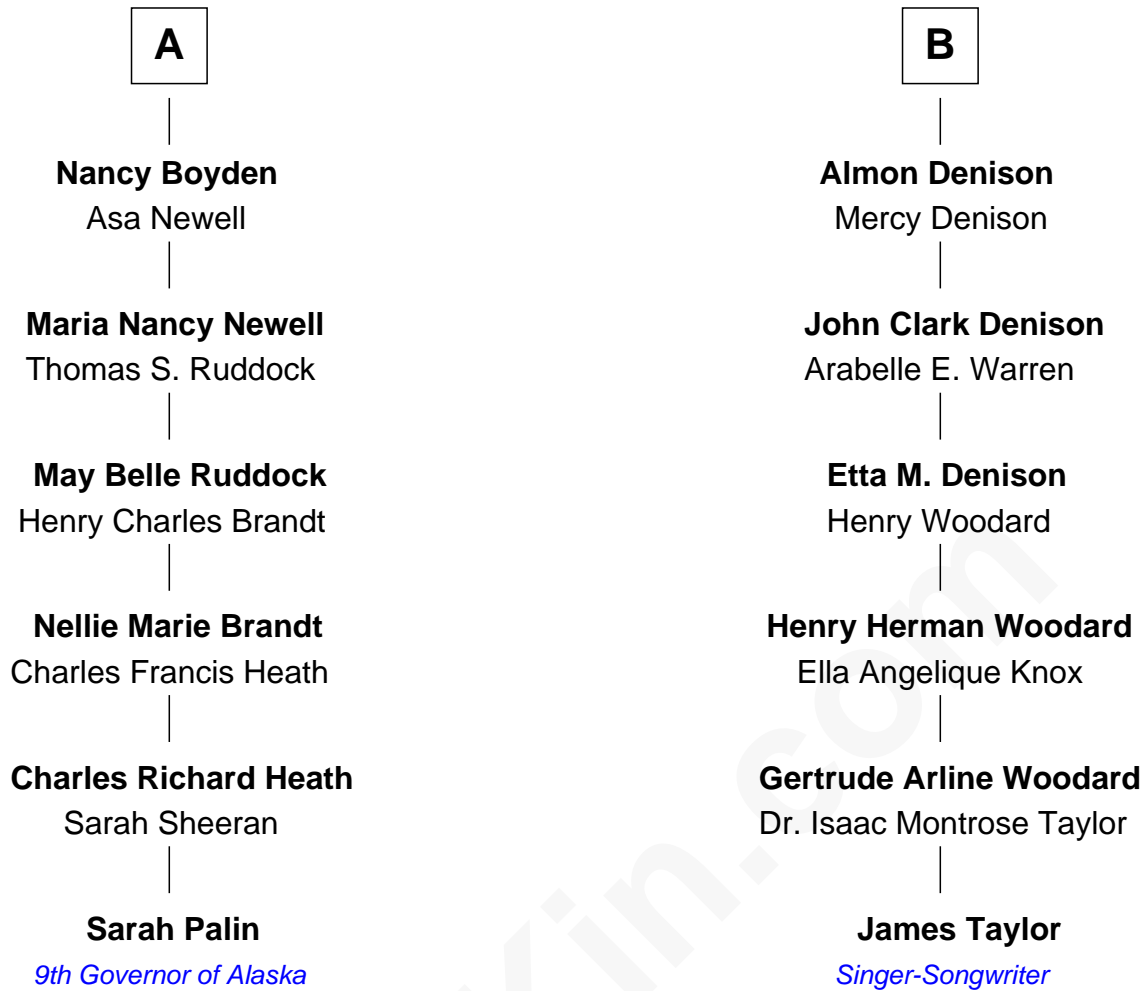 A
Nancy Boyden
Asa Newell
Maria Nancy Newell
Thomas S. Ruddock
May Belle Ruddock
Henry Charles Brandt
Nellie Marie Brandt
Charles Francis Heath
Charles Richard Heath
Sarah Sheeran
Sarah Palin
9th Governor of Alaska
B
Almon Denison
Mercy Denison
John Clark Denison
Arabelle E. Warren
Etta M. Denison
Henry Woodard
Henry Herman Woodard
Ella Angelique Knox
Gertrude Arline Woodard
Dr. Isaac Montrose Taylor
James Taylor
Singer-Songwriter
Kin.com